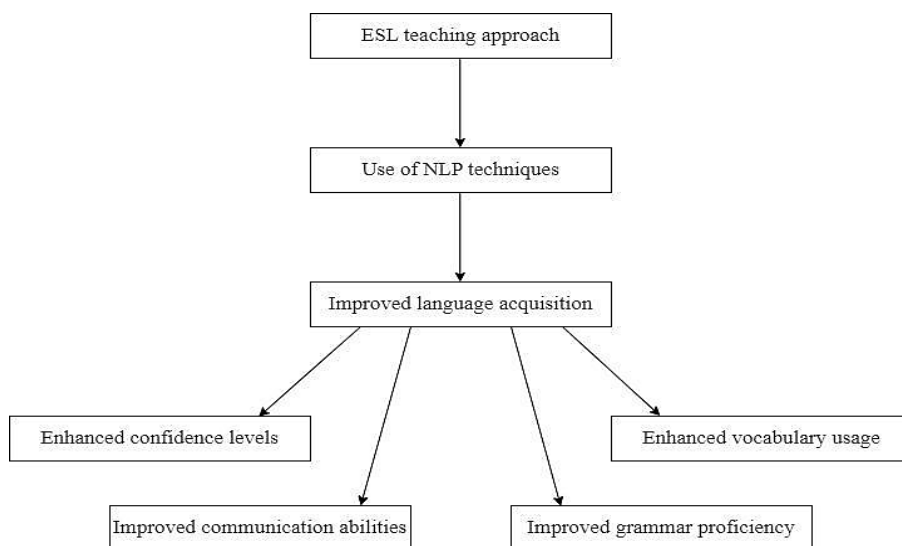 ESL teaching approach
Use of NLP techniques
Improved language acquisition
Enhanced confidence levels
Enhanced vocabulary usage
Improved communication abilities
Improved grammar proficiency